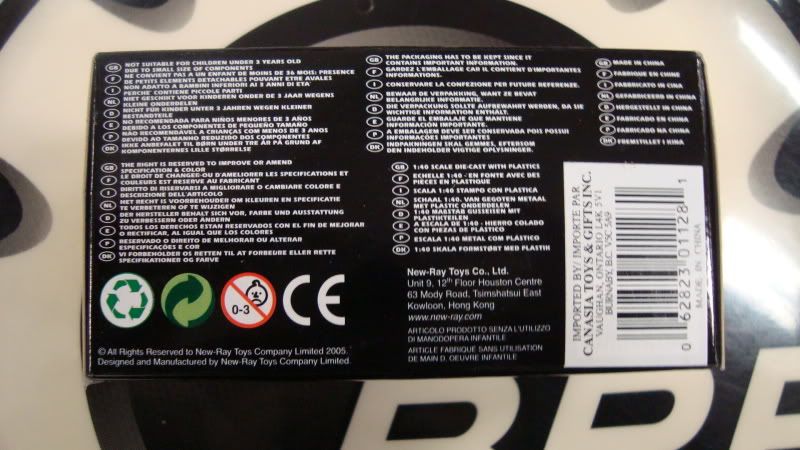 GB NOT SUITABLE FOR CHILDREN UNDER 3 YEARS OLD
DUE TO SMALL SIZE OF COMPONENTS
F NE CONVIENT PAS A UN ENFANT DE MOINS DE 36 MOIS: PRESENCE
DE PETITS ELEMENTS DETACHABLES POUVANT ETRE AVALES
I NON ADATTO A BAMBINI INFERIORI AI 3 ANNI DI ETA
PERCHE' CONTIENE PICCOLE PARTI
NL NIET GESCHIKT VOOR KINDEREN ONDER DE 3 JAAR WEGENS
KLEINE ONDERDELEN
D NICHT FÜR KINDER UNTER 3 JAHREN WEGEN KLEINER
BESTANDTEILE
E NO RECOMENDADA PARA NIÑOS MENORES DE 3 AÑOS
DEBIDO A LOS COMPONENTES DE PEQUEÑO TAMAÑO
P NÃO RECOMENDÁVEL A CRIANÇAS COM MENOS DE 3 ANOS
DEVIDO AO TAMANHO REDUZIDO DOS COMPONENTES
DK IKKE ANBEFALET TIL BØRN UNDER TRE ÅR PÅ GRUND AF
KOMPONENTERNES LILLE STØRRELSE
GB THE RIGHT IS RESERVED TO IMPROVE OR AMEND
SPECIFICATION & COLOR
F LE DROIT DE CHANGER/OU D'AMELIORER LES SPECIFICATIONS ET
COULEURS EST RESERVE AU FABRICANT
I DIRITTO DI RISERVARSI A MIGLIORARE O CAMBIARE COLORE E
DESCRIZIONE DELL'ARTICOLO
NL HET RECHT IS VOORBEHOUDEN OM KLEUREN EN SPECIFICATIE
TE VERBETEREN OF TE WIJZIGEN
D DER HERSTELLER BEHALT SICH VOR, FARBE UND AUSSTATTUNG
ZU VERBESSERN ODER ÄNDERN
E TODOS LOS DERECHOS ESTAN RESERVADOS CON EL FIN DE MEJORAR
O RECTIFICAR, AL IGUAL QUE LOS COLORES
P RESERVADO O DIREITO DE MELHORAR OU ALTERAR
ESPECIFICAÇÕES E COR
DK VI FORBEHOLDER OS RETTEN TIL AT FORBEDRE ELLER RETTE
SPECIFIKATIONER OG FARVE
0-3
CE
© All Rights Reserved to New-Ray Toys Company Limited 2005.
Designed and Manufactured by New-Ray Toys Company Limited.
GB THE PACKAGING HAS TO BE KEPT SINCE IT
CONTAINS IMPORTANT INFORMATION.
F GARDEZ L'EMBALLAGE CAR IL CONTIENT D'IMPORTANTES
INFORMATIONS.
I CONSERVARE LA CONFEZIONE PER FUTURE REFERENZE.
NL BEWAAR DE VERPAKKING, WANT ZE BEVAT
BELANGRIJKE INFORMATIE.
D DIE VERPACKUNG SOLLTE AUFBEWAHRT WERDEN, DA SIE
WICHTIGE INFORMATION ENTHÄLT.
E GUARDE EL EMBALAJE QUE CONTIENE
INFORMACIÓN IMPORTANTE
P A EMBALAGEM DEVE SER CONSERVADA POIS POSSUI
INFORMAÇÕES IMPORTANTES
DK INDPAKNINGEN SKAL GEMMES, EFTERSOM
DEN INDEHOLDER VIGTIGE OPLYSNINGER.
GB 1:40 SCALE DIE-CAST WITH PLASTICS
F ECHELLE 1:40 - EN FONTE AVEC DES
PIECES EN PLASTIQUE
I SCALA 1:40 STAMPO CON PLASTICA
NL SCHAAL 1:40. VAN GEGOTEN METAAL
MET PLASTIC ONDERDELEN
D 1:40 MAßSTAB GUSSEISEN MIT
PLASTIKTEILEN
E A ESCALA DE 1:40 - HIERRO COLADO
CON PIEZAS DE PLASTICO
P ESCALA 1:40 METAL COM PLASTICO
DK 1:40 SKALA FORMSTØBT MED PLASTIK
New-Ray Toys Co., Ltd.
Unit 9, 12th Floor Houston Centre
63 Mody Road, Tsimshatsui East
Kowloon, Hong Kong
www.new-ray.com
ARTICOLO PRODOTTO SENZA L'UTILIZZO
DI MANODOPERA INFANTILE
ARTICLE FABRIQUE SANS UTILISATION
DE MAIN D. OEUVRE INFANTILE
GB MADE IN CHINA
F FABRIQUE EN CHINE
I FABBRICATO IN CINA
NL GEFABRICEERD IN CHINA
D HERGESTELLT IN CHINA
E FABRICADO EN CHINA
P FABRICADO NA CHINA
DK FREMSTILLET I KINA
IMPORTED BY/ IMPORTE PAR
CANASIA TOYS & GIFTS INC.
VAUGHAN, ONTARIO L4K 5Y1
BURNABY, B.C. V5X 3A9
0 62823 01128 1
MADE IN / CHINA